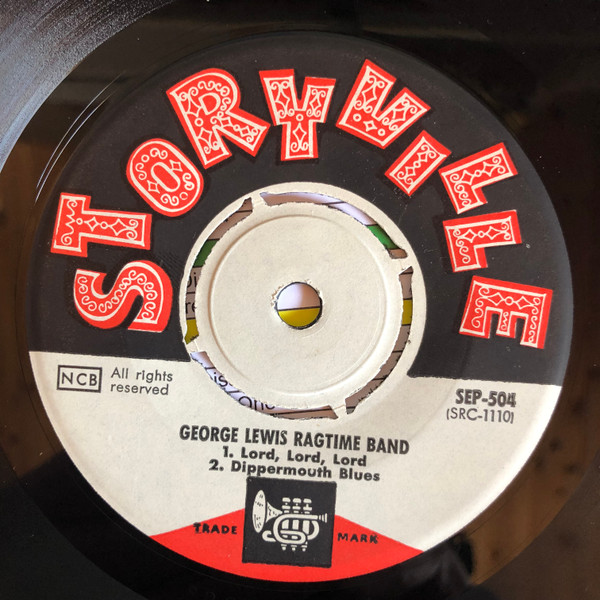 STORYVILLE
NCB
All rights
reserved
SEP-504
(SRC-1110)
GEORGE LEWIS RAGTIME BAND
1. Lord, Lord, Lord
2. Dippermouth Blues
TRADE MARK